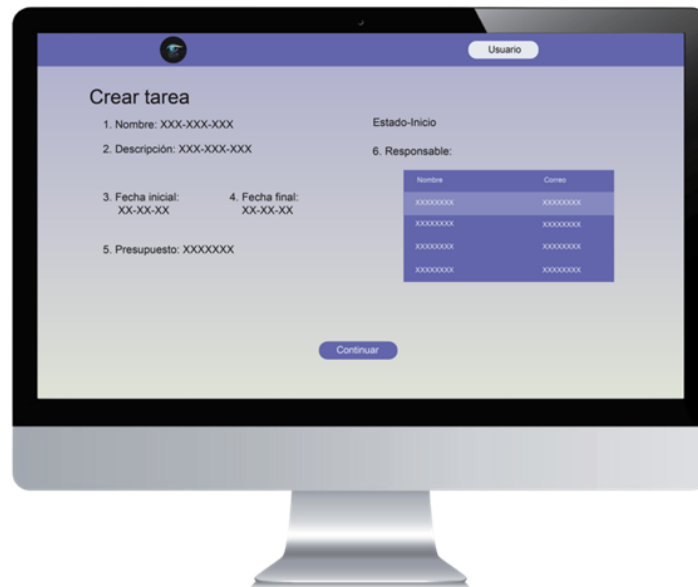 Usuario
Crear tarea
1. Nombre: XXX-XXX-XXX
2. Descripción: XXX-XXX-XXX
3. Fecha inicial:
XX-XX-XX
4. Fecha final:
XX-XX-XX
5. Presupuesto: XXXXXXX
Estado-Inicio
6. Responsable:
Nombre Correo
XXXXXXXX XXXXXXXX
XXXXXXXX XXXXXXXX
XXXXXXXX XXXXXXXX
XXXXXXXX XXXXXXXX
Continuar